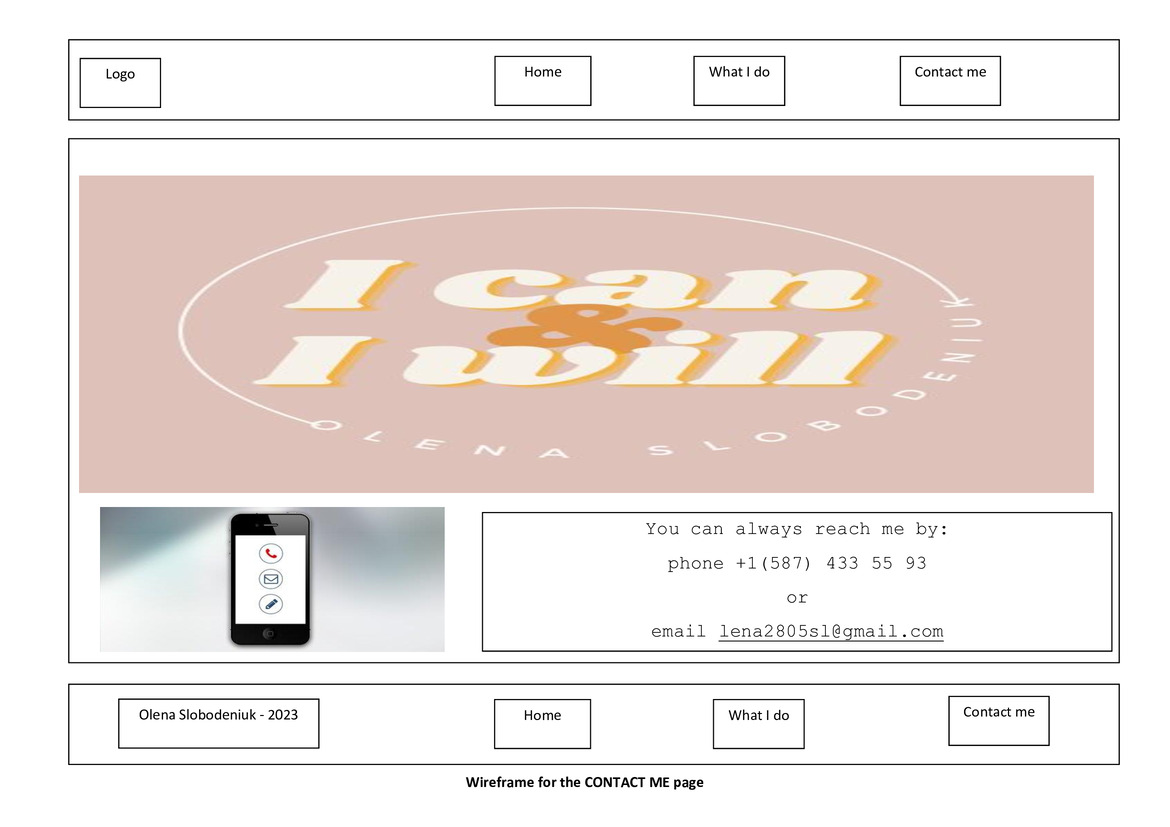 Logo
Home
What I do
Contact me
I can
&
I will
OLENA SLOBODENIUK
You can always reach me by:
phone +1(587) 433 55 93
or
email lena2805sl@gmail.com
Olena Slobodeniuk - 2023
Home
What I do
Contact me
Wireframe for the CONTACT ME page